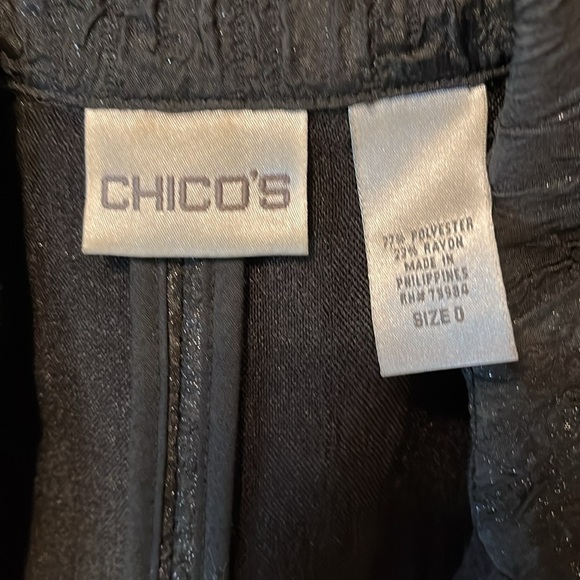 CHICO'S
77% POLYESTER
23% RAYON
MADE IN
PHILIPPINES
RN# 79984
SIZE 0